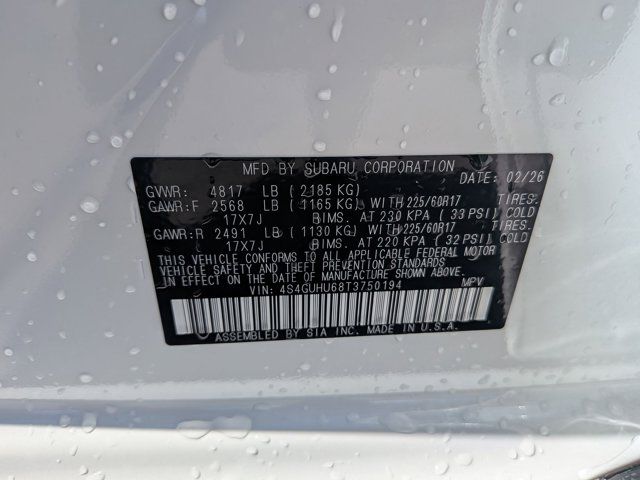 MFD BY SUBARU CORPORATION
DATE: 02/26
GVWR: 4817 LB ( 2185 KG)
GAWR:F 2568 LB ( 1165 KG) WITH 225/60R17 TIRES.
17X7J RIMS. AT 230 KPA ( 33 PSI) COLD
GAWR:R 2491 LB ( 1130 KG) WITH 225/60R17 TIRES.
17X7J RIMS. AT 220 KPA ( 32 PSI) COLD
THIS VEHICLE CONFORMS TO ALL APPLICABLE FEDERAL MOTOR
VEHICLE SAFETY AND THEFT PREVENTION STANDARDS
IN EFFECT ON THE DATE OF MANUFACTURE SHOWN ABOVE.
VIN: 4S4GUHU68T3750194 MPV
ASSEMBLED BY SIA INC. MADE IN U.S.A.